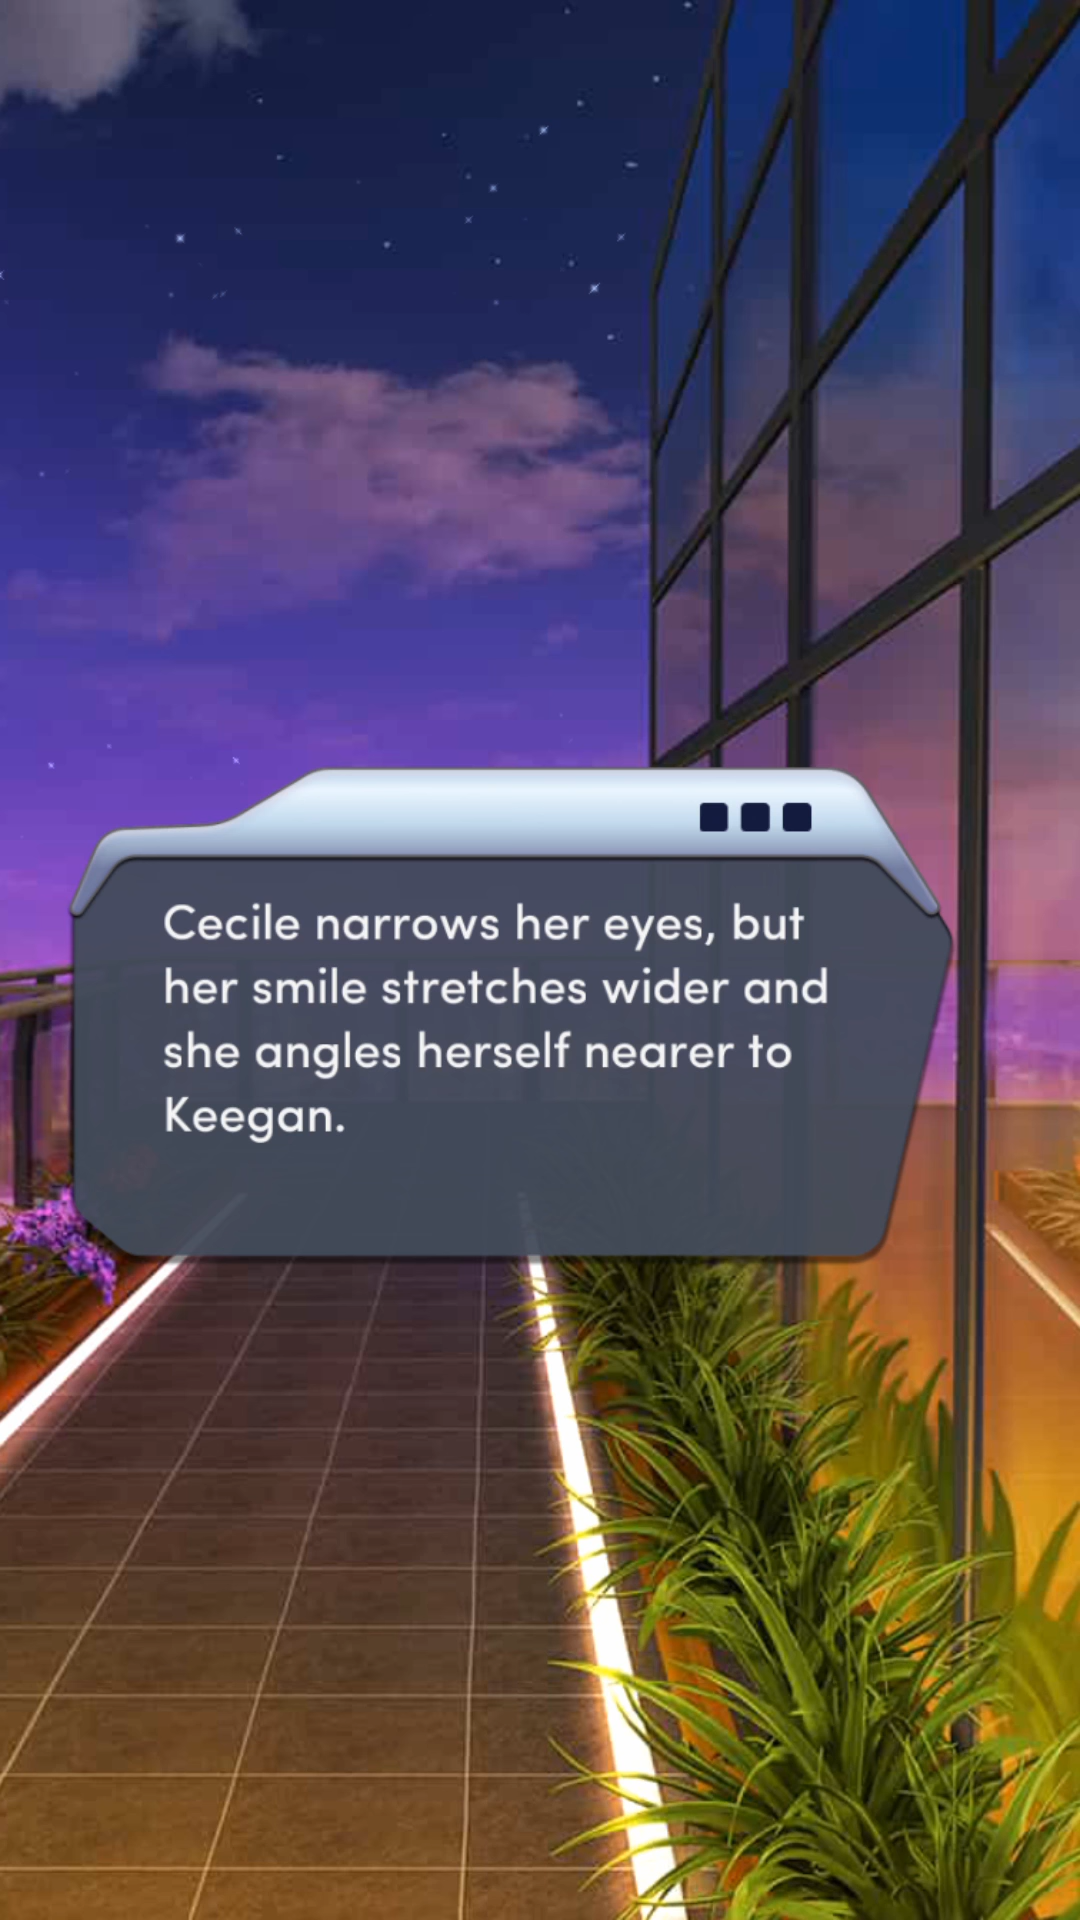 Cecile narrows her eyes, but
her smile stretches wider and
she angles herself nearer to
Keegan.